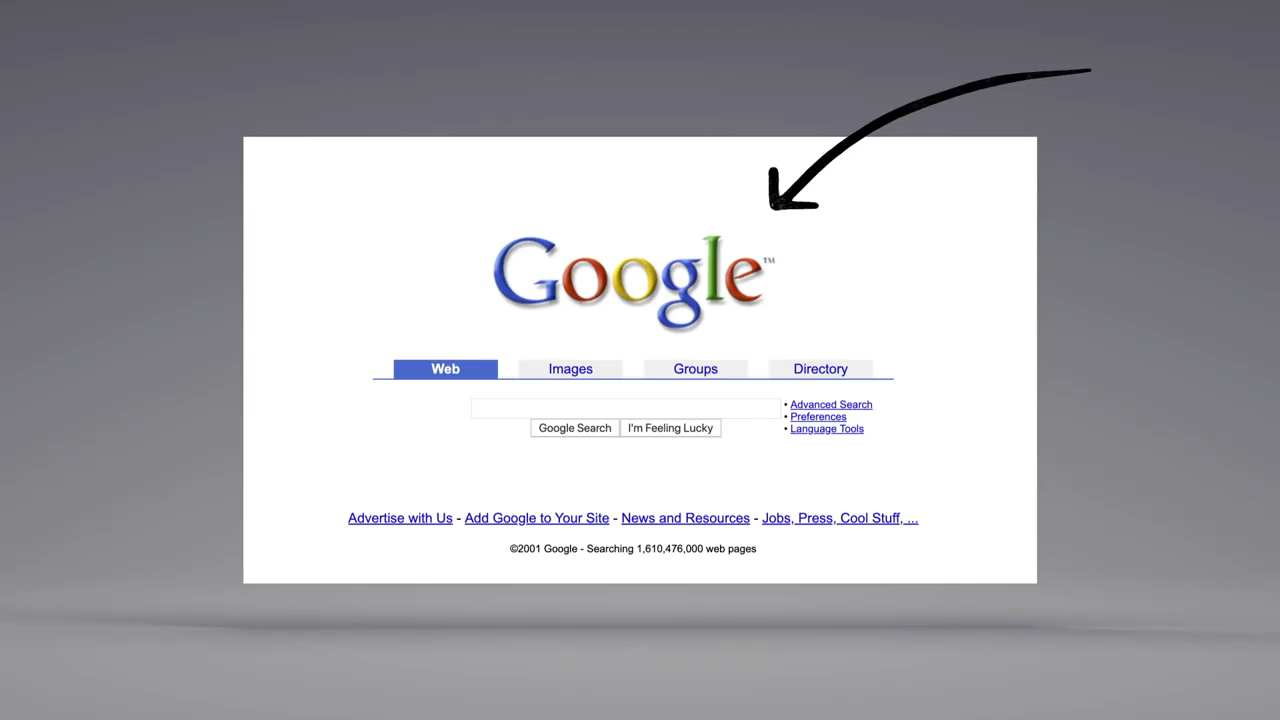 Google™
Web Images Groups Directory
• Advanced Search
• Preferences
• Language Tools
Google Search I'm Feeling Lucky
Advertise with Us - Add Google to Your Site - News and Resources - Jobs, Press, Cool Stuff, ...
©2001 Google - Searching 1,610,476,000 web pages